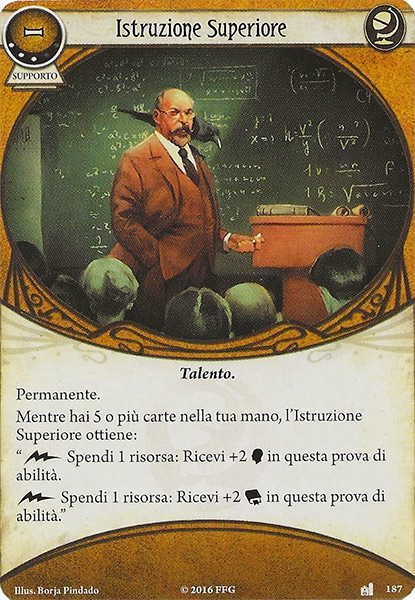 Istruzione Superiore
SUPPORTO
Talento.
Permanente.
Mentre hai 5 o più carte nella tua mano, l’Istruzione
Superiore ottiene:
“ Spendi 1 risorsa: Ricevi +2 in questa prova di
abilità.
Spendi 1 risorsa: Ricevi +2 in questa prova di
abilità.”
Illus. Borja Pindado
© 2016 FFG
187